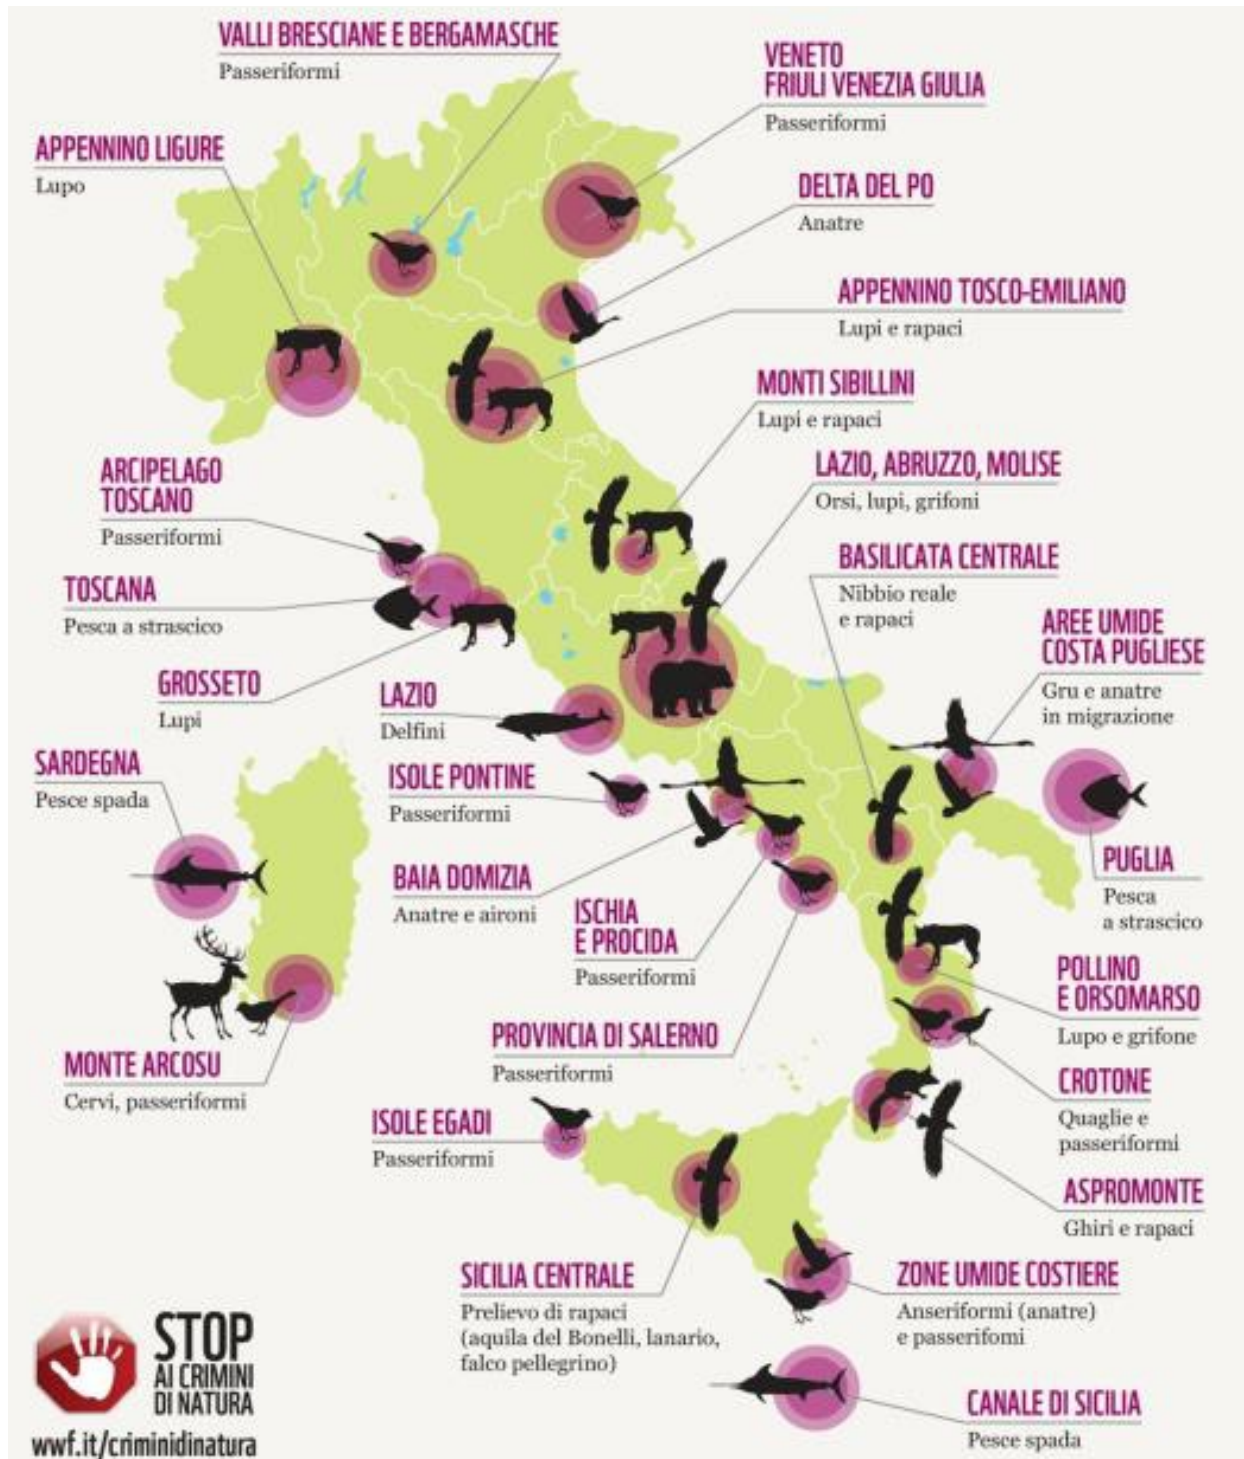 VALLI BRESCIANE E BERGAMASCHE
Passeriformi
VENETO
FRIULI VENEZIA GIULIA
Passeriformi
APPENNINO LIGURE
Lupo
DELTA DEL PO
Anatre
APPENNINO TOSCO-EMILIANO
Lupi e rapaci
MONTI SIBILLINI
Lupi e rapaci
LAZIO, ABRUZZO, MOLISE
Orsi, lupi, grifoni
ARCIPELAGO
TOSCANO
Passeriformi
BASILICATA CENTRALE
Nibbio reale
e rapaci
TOSCANA
Pesca a strascico
AREE UMIDE
COSTA PUGLIESE
Gru e anatre
in migrazione
GROSSETO
Lupi
LAZIO
Delfini
SARDEGNA
Pesce spada
ISOLE PONTINE
Passeriformi
PUGLIA
Pesca
a strascico
BAIA DOMIZIA
Anatre e aironi
ISCHIA
E PROCIDA
Passeriformi
POLLINO
E ORSOMARSO
Lupo e grifone
PROVINCIA DI SALERNO
Passeriformi
MONTE ARCOSU
Cervi, passeriformi
CROTONE
Quaglie e
passeriformi
ISOLE EGADI
Passeriformi
ASPROMONTE
Ghiri e rapaci
SICILIA CENTRALE
Prelievo di rapaci
(aquila del Bonelli, lanario,
falco pellegrino)
ZONE UMIDE COSTIERE
Anseriformi (anatre)
e passerifomi
CANALE DI SICILIA
Pesce spada
STOP
AI CRIMINI
DI NATURA
wwf.it/criminidinatura